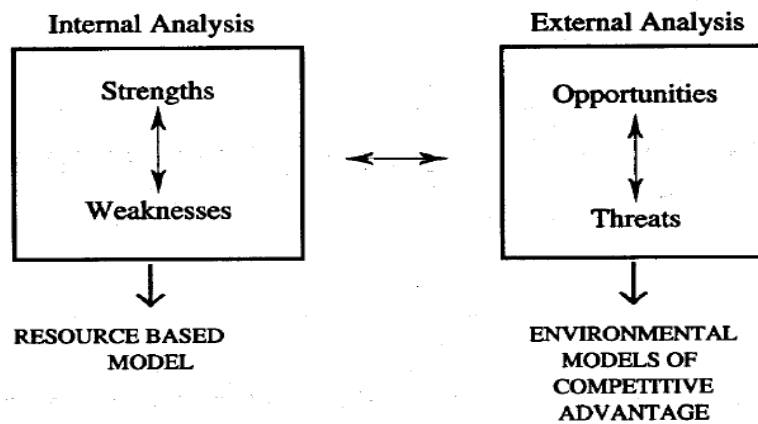 Internal Analysis
Strengths
Weaknesses
RESOURCE BASED
MODEL
External Analysis
Opportunities
Threats
ENVIRONMENTAL
MODELS OF
COMPETITIVE
ADVANTAGE